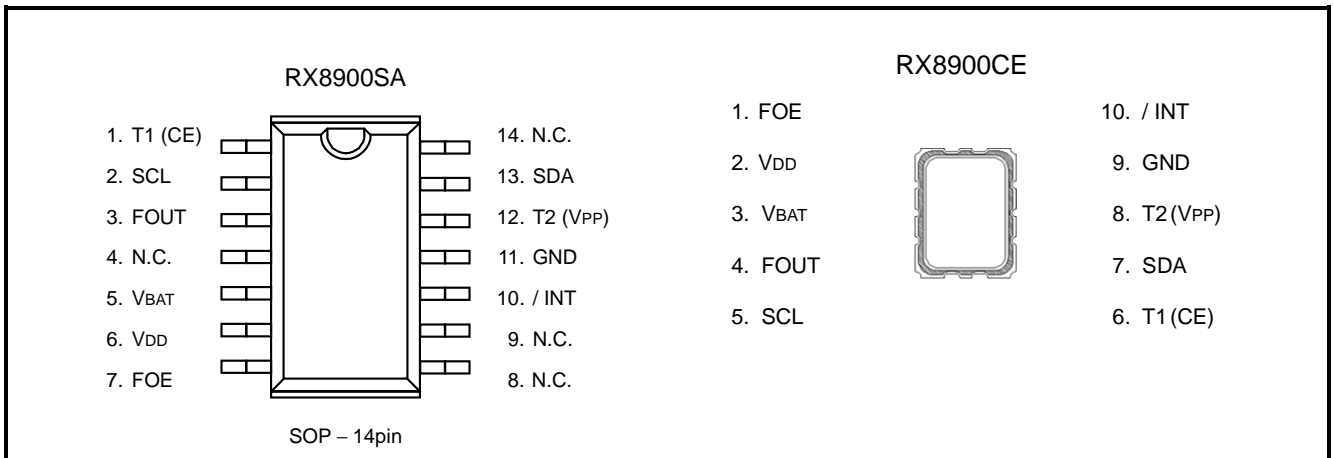 RX8900SA
1. T1 (CE)
2. SCL
3. FOUT
4. N.C.
5. VBAT
6. VDD
7. FOE
14. N.C.
13. SDA
12. T2 (VPP)
11. GND
10. / INT
9. N.C.
8. N.C.
SOP – 14pin
RX8900CE
1. FOE
2. VDD
3. VBAT
4. FOUT
5. SCL
10. / INT
9. GND
8. T2 (VPP)
7. SDA
6. T1 (CE)